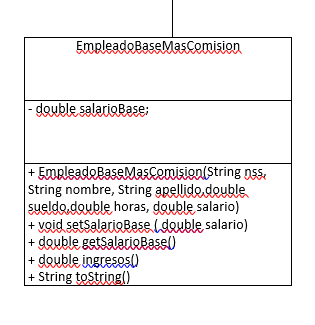 EmpleadoBaseMasComision
- double salarioBase;
+ EmpleadoBaseMasComision(String nss,
String nombre, String apellido,double
sueldo,double horas, double salario)
+ void setSalarioBase ( double salario)
+ double getSalarioBase()
+ double ingresos()
+ String toString()